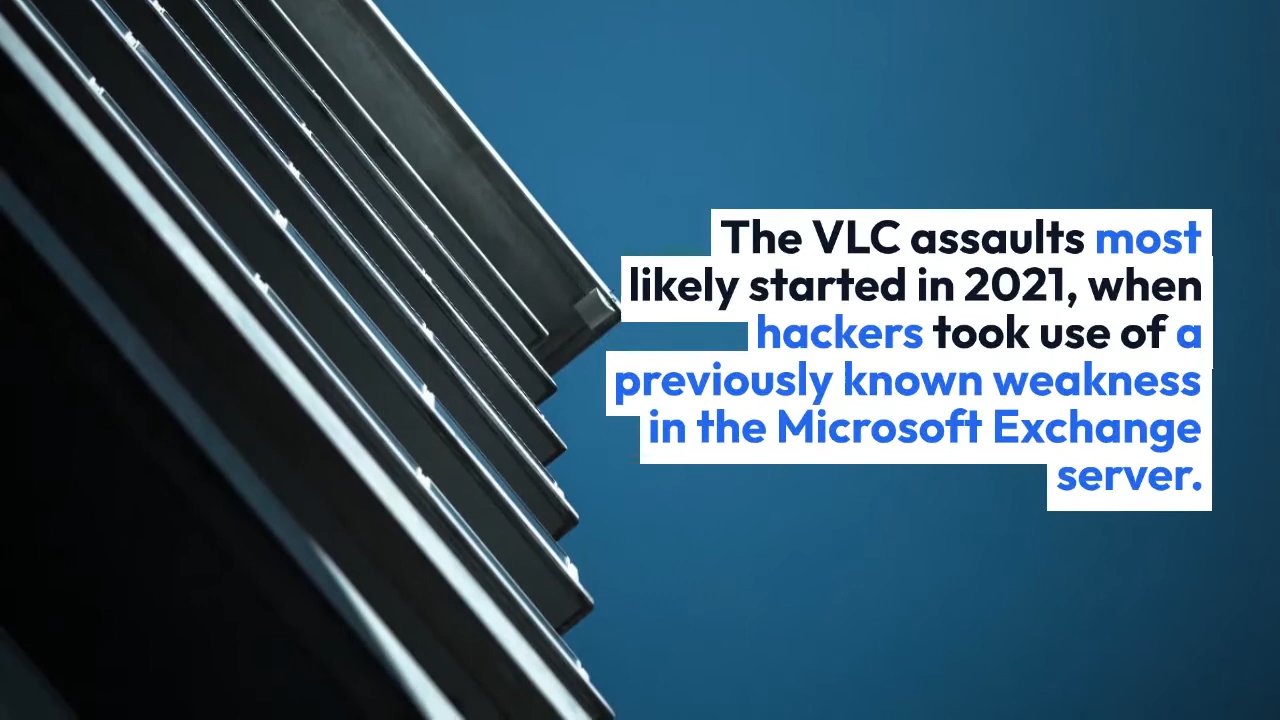 The VLC assaults most
likely started in 2021, when
hackers took use of a
previously known weakness
in the Microsoft Exchange
server.